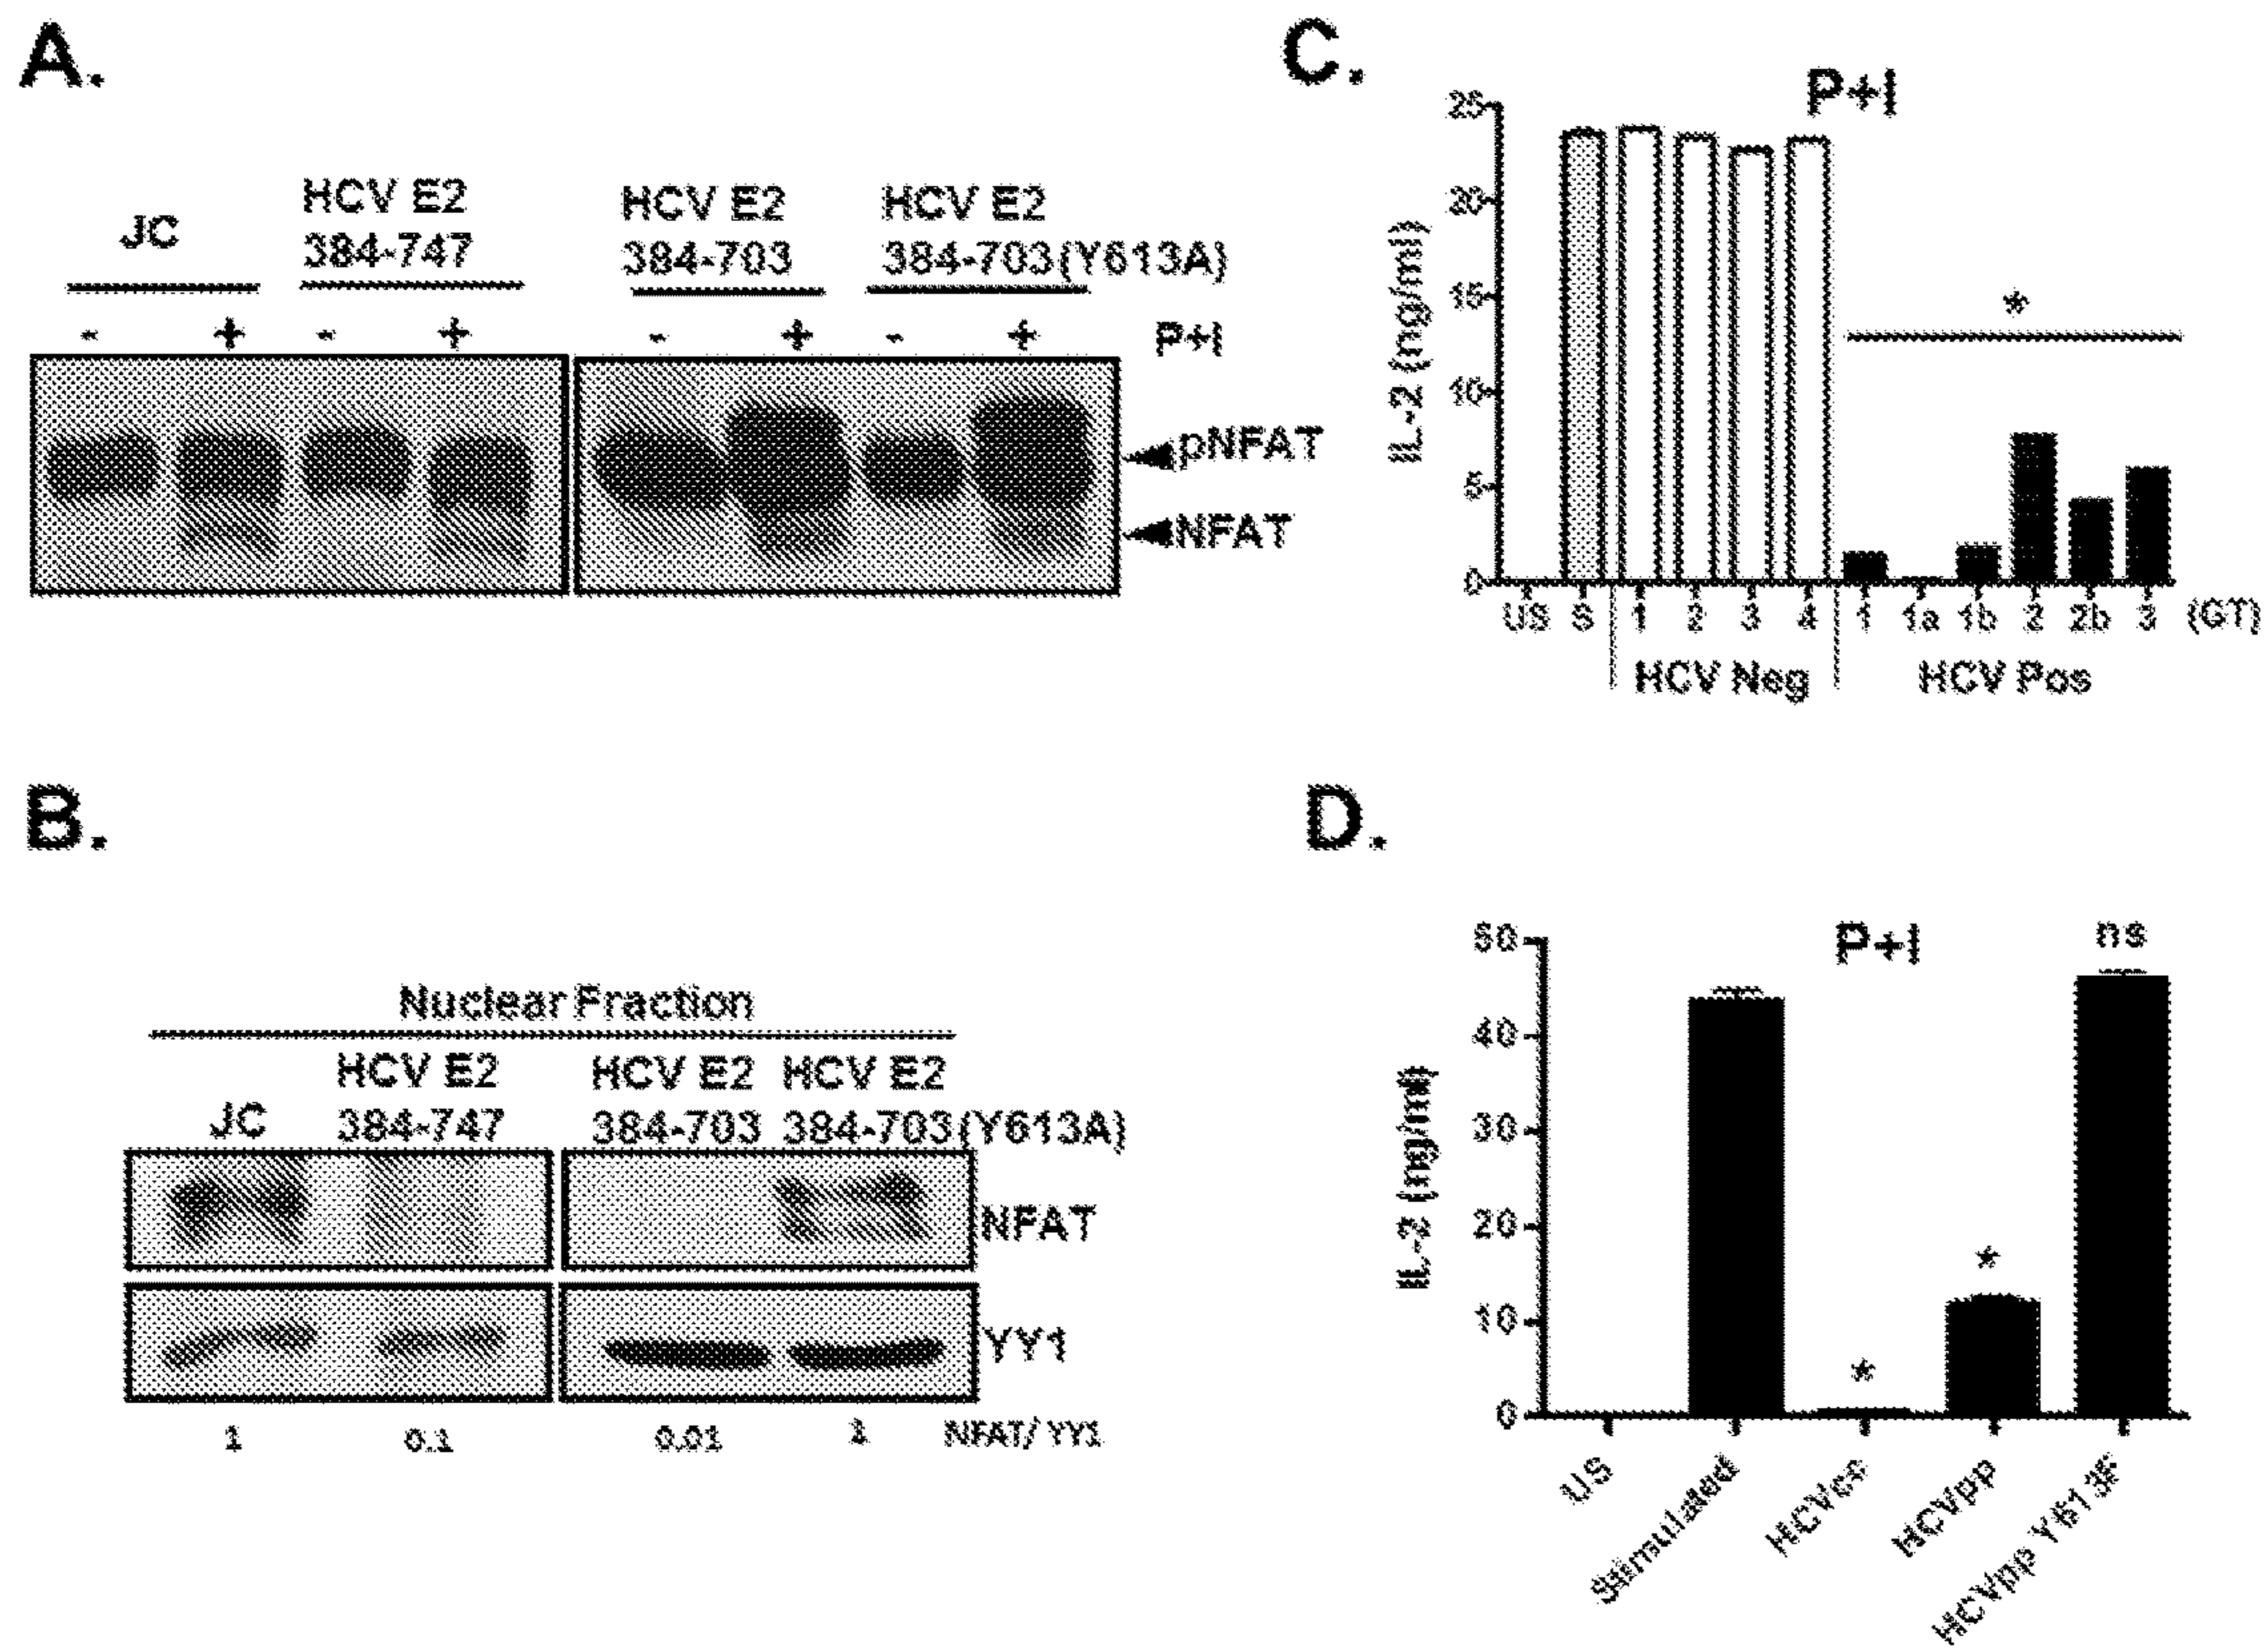 A.
JC
HCV E2
384-747
HCV E2
384-703
HCV E2
384-703(Y613A)
- + - + - + - + P+I
pNFAT
NFAT
B.
Nuclear Fraction
JC
HCV E2
384-747
HCV E2
384-703
HCV E2
384-703(Y613A)
NFAT
YY1
1 0.1 0.01 1 NFAT/ YY1
C.
P+I
IL-2 (ng/ml)
25
20
15
10
5
0
*
US S 1 2 3 4 1 1a 1b 2 2b 3 (GT)
HCV Neg HCV Pos
D.
P+I
ns
IL-2 (ng/ml)
50
40
30
20
10
0
*
*
US
Stimulated
HCVcc
HCVpp
HCVpp Y613F